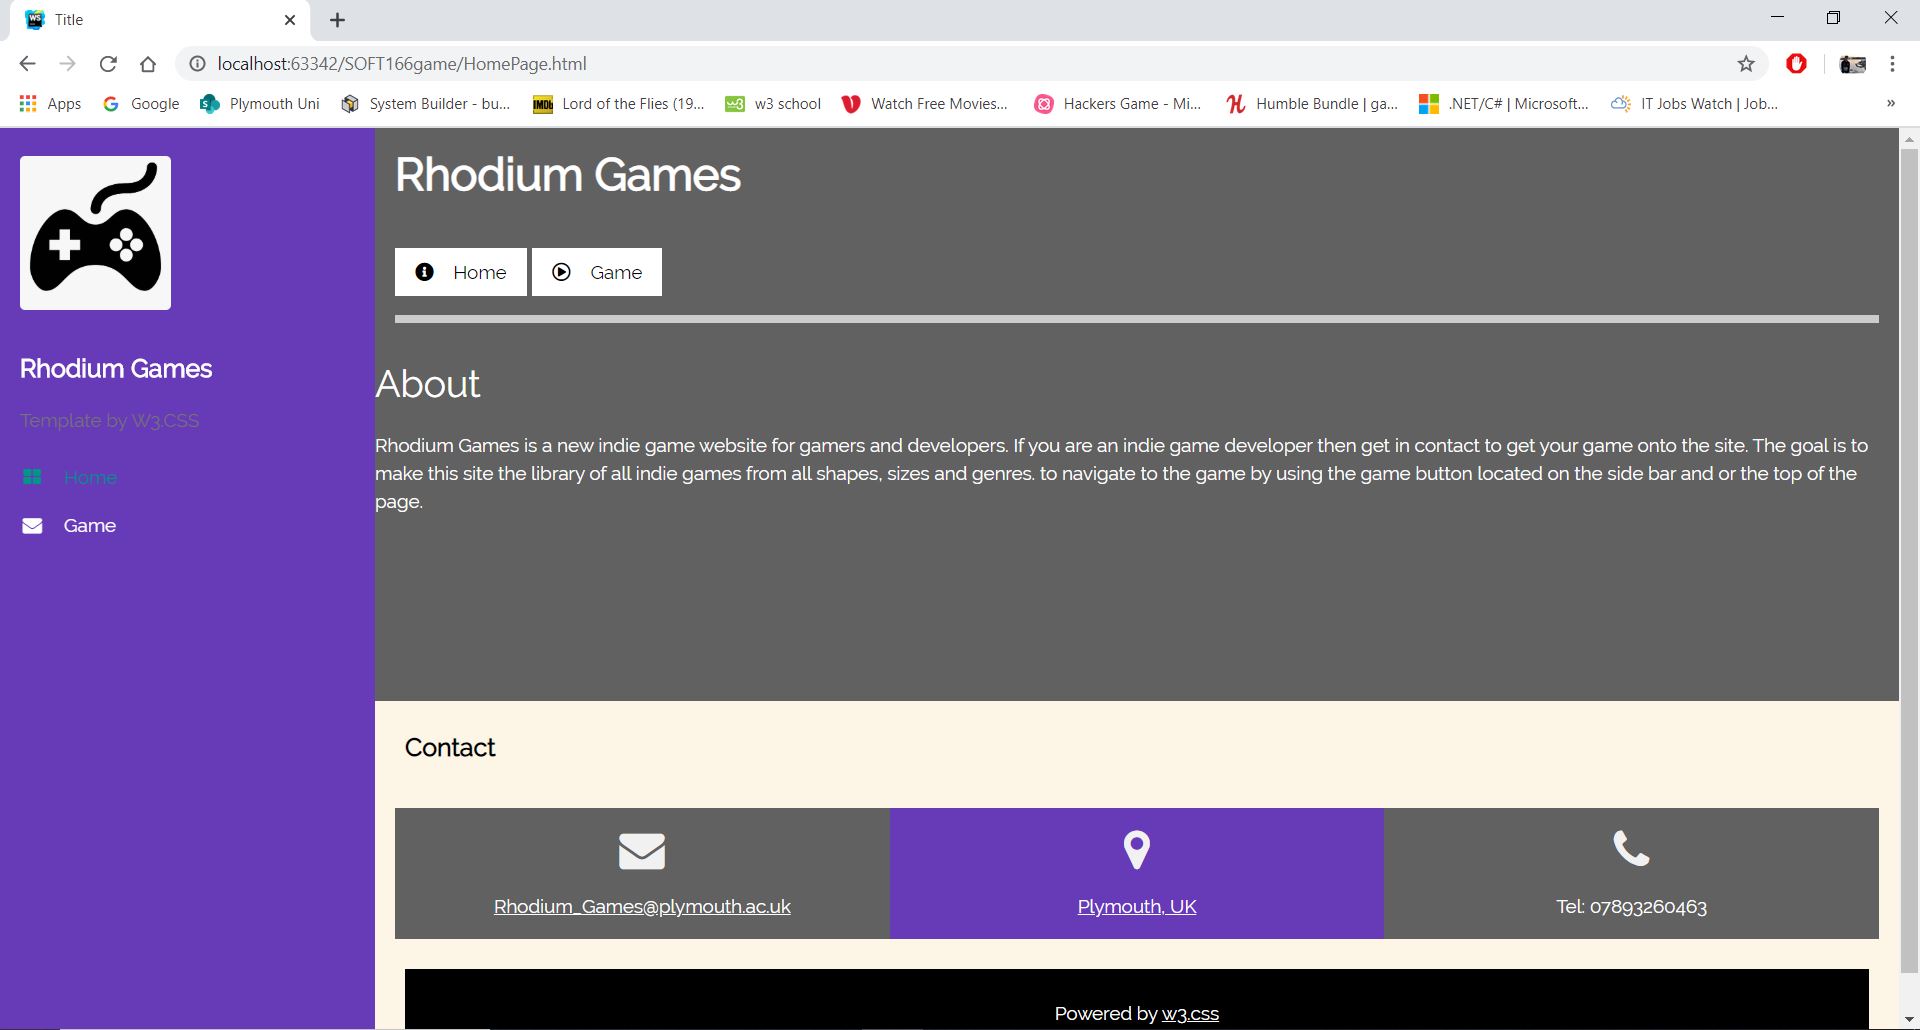 Title
localhost:63342/SOFT166game/HomePage.html
Apps Google Plymouth Uni System Builder - bu... Lord of the Flies (19... w3 school Watch Free Movies... Hackers Game - Mi... Humble Bundle | ga... .NET/C# | Microsoft... IT Jobs Watch | Job... »
Rhodium Games
Template by W3.CSS
Home
Game
Rhodium Games
Home Game
About
Rhodium Games is a new indie game website for gamers and developers. If you are an indie game developer then get in contact to get your game onto the site. The goal is to
make this site the library of all indie games from all shapes, sizes and genres. to navigate to the game by using the game button located on the side bar and or the top of the
page.
Contact
Rhodium_Games@plymouth.ac.uk
Plymouth, UK
Tel: 07893260463
Powered by w3.css